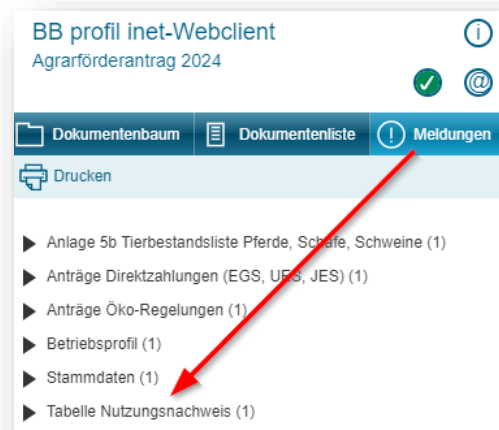 BB profil inet-Webclient
Agrarförderantrag 2024
Dokumentenbaum Dokumentenliste Meldungen
Drucken
Anlage 5b Tierbestandsliste Pferde, Schafe, Schweine (1)
Anträge Direktzahlungen (EGS, UES, JES) (1)
Anträge Öko-Regelungen (1)
Betriebsprofil (1)
Stammdaten (1)
Tabelle Nutzungsnachweis (1)